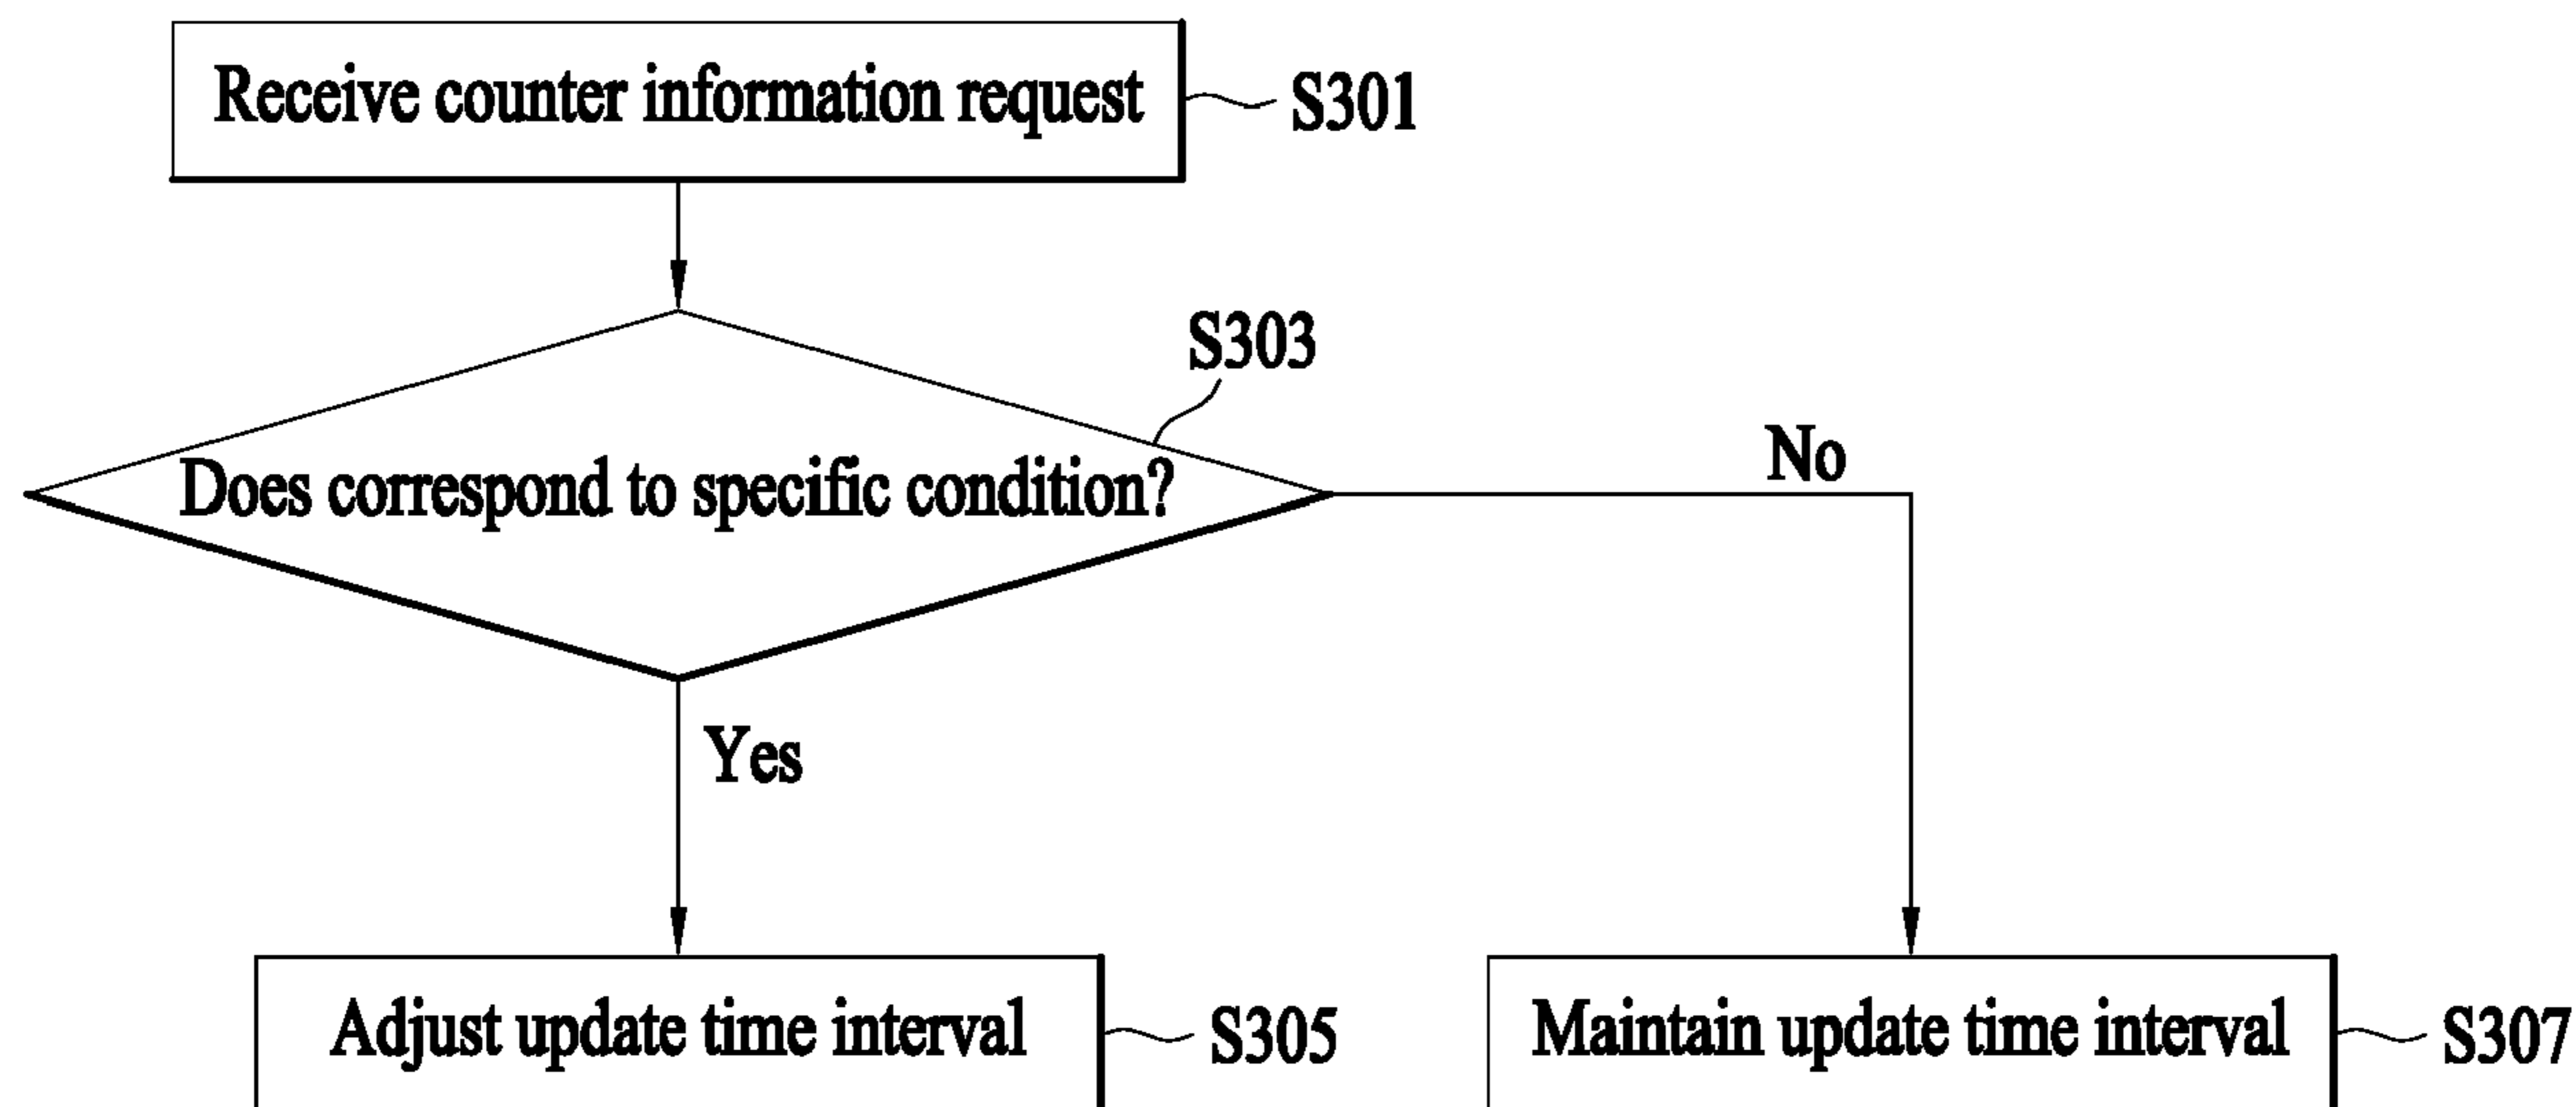 Receive counter information request
S301
S303
Does correspond to specific condition?
No
Yes
Adjust update time interval
S305
Maintain update time interval
S307